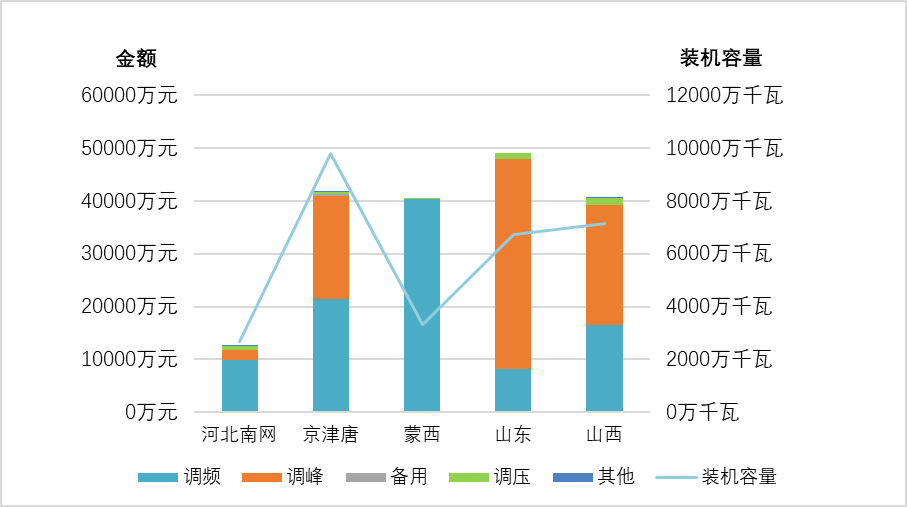 金额 装机容量
60000万元 12000万千瓦
50000万元 10000万千瓦
40000万元 8000万千瓦
30000万元 6000万千瓦
20000万元 4000万千瓦
10000万元 2000万千瓦
0万元 0万千瓦
河北南网 京津唐 蒙西 山东 山西
调频 调峰 备用 调压 其他 装机容量